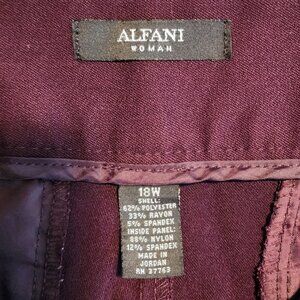 ALFANI
WOMAN
18W
SHELL:
62% POLYESTER
33% RAYON
5% SPANDEX
INSIDE PANEL:
88% NYLON
12% SPANDEX
MADE IN
JORDAN
RN 37763